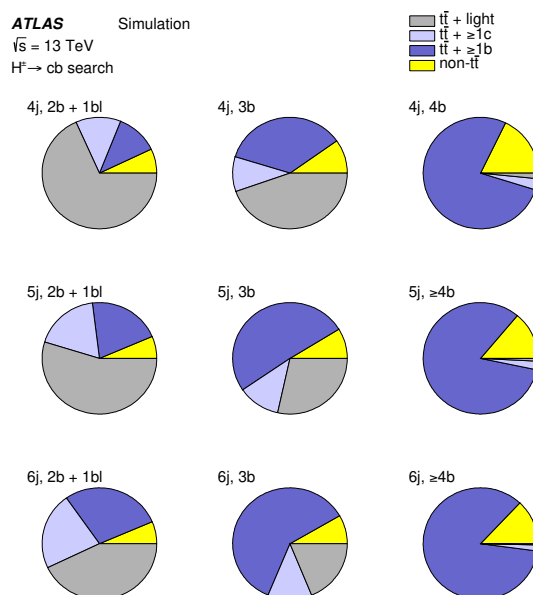 ATLAS Simulation
√s = 13 TeV
H± → cb search
tt̄ + light
tt̄ + ≥1c
tt̄ + ≥1b
non-tt̄
4j, 2b + 1bl
4j, 3b
4j, 4b
5j, 2b + 1bl
5j, 3b
5j, ≥4b
6j, 2b + 1bl
6j, 3b
6j, ≥4b